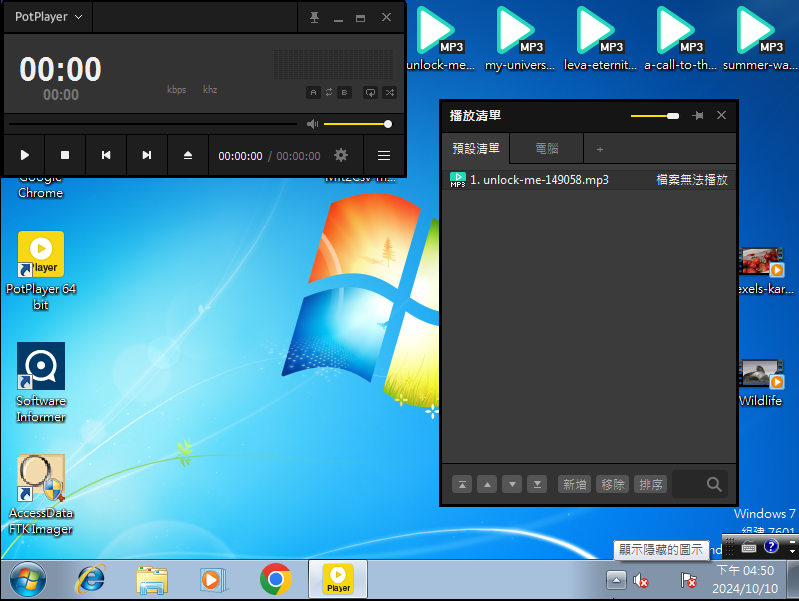 PotPlayer
00:00
00:00
kbps khz
A B
00:00:00 / 00:00:00
MP3 MP3 MP3 MP3 MP3
unlock-me... my-univers... leva-eternit... a-call-to-th... summer-wa...
播放清單
預設清單 電腦 +
MP3 1. unlock-me-149058.mp3 檔案無法播放
新增 移除 排序
Google
Chrome
Player
PotPlayer 64
bit
Software
Informer
AccessData
FTK Imager
exels-kar...
Wildlife
Windows 7
組建 7601
顯示隱藏的圖示
Player
下午 04:50
2024/10/10